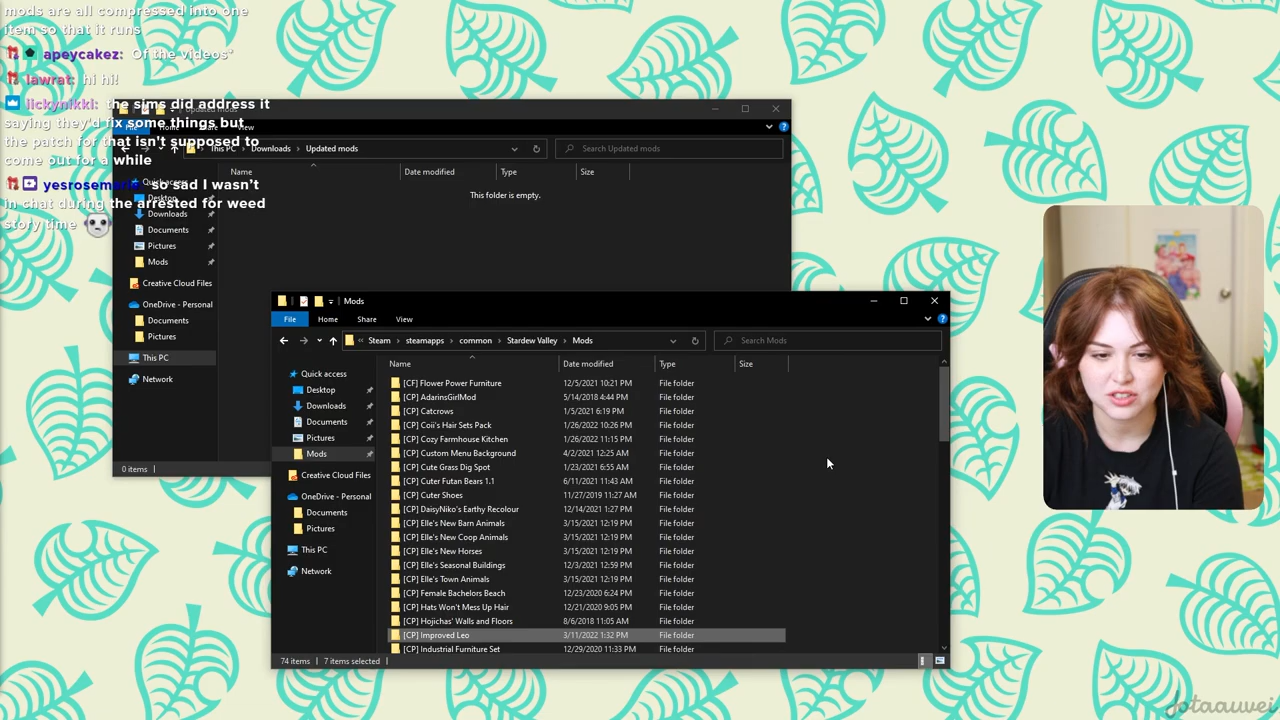 mods are all compressed into one
item so that it runs
apeycakez: Of the videos*
lawrat: hi hi!
lickynikki: the sims did address it
saying they'd fix some things but
the patch for that isn't supposed to
come out for a while
so sad I wasn't
in chat during the arrested for weed
story time
Updated mods
File Home Share View
This PC Downloads Updated mods
Search Updated mods
Name Date modified Type Size
This folder is empty.
Quick access
Desktop
Downloads
Documents
Pictures
Mods
Creative Cloud Files
OneDrive - Personal
Documents
Pictures
This PC
Network
0 items
Mods
File Home Share View
Steam steamapps common Stardew Valley Mods
Search Mods
Name Date modified Type Size
Quick access
Desktop
Downloads
Documents
Pictures
Mods
Creative Cloud Files
OneDrive - Personal
Documents
Pictures
This PC
Network
[CF] Flower Power Furniture 12/5/2021 10:21 PM File folder
[CP] AdarinsGirlMod 5/14/2018 4:44 PM File folder
[CP] Catcrows 1/5/2021 6:19 PM File folder
[CP] Coii's Hair Sets Pack 1/26/2022 10:26 PM File folder
[CP] Cozy Farmhouse Kitchen 1/26/2022 11:15 PM File folder
[CP] Custom Menu Background 4/2/2021 12:25 AM File folder
[CP] Cute Grass Dig Spot 1/23/2021 6:55 AM File folder
[CP] Cuter Futan Bears 1.1 6/11/2021 11:43 AM File folder
[CP] Cuter Shoes 11/27/2019 11:27 AM File folder
[CP] DaisyNiko's Earthy Recolour 12/14/2021 1:27 PM File folder
[CP] Elle's New Barn Animals 3/15/2021 12:19 PM File folder
[CP] Elle's New Coop Animals 3/15/2021 12:19 PM File folder
[CP] Elle's New Horses 3/15/2021 12:19 PM File folder
[CP] Elle's Seasonal Buildings 12/3/2021 12:59 PM File folder
[CP] Elle's Town Animals 3/15/2021 12:19 PM File folder
[CP] Female Bachelors Beach 12/23/2020 6:24 PM File folder
[CP] Hats Won't Mess Up Hair 12/21/2020 9:05 PM File folder
[CP] Hojichas' Walls and Floors 8/6/2018 11:05 AM File folder
[CP] Improved Leo 3/11/2022 1:32 PM File folder
[CP] Industrial Furniture Set 12/29/2020 11:33 PM File folder
74 items 7 items selected
jotaauvei